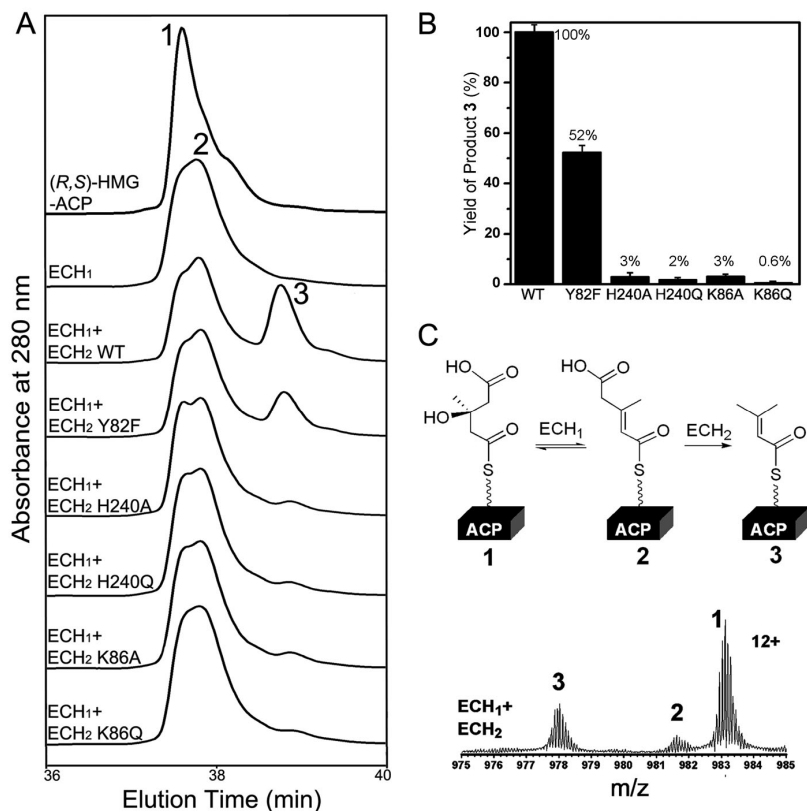 A
1
2
(R,S)-HMG
-ACP
ECH₁
3
ECH₁+
ECH₂ WT
ECH₁+
ECH₂ Y82F
ECH₁+
ECH₂ H240A
ECH₁+
ECH₂ H240Q
ECH₁+
ECH₂ K86A
ECH₁+
ECH₂ K86Q
Absorbance at 280 nm
36 38 40
Elution Time (min)
B
Yield of Product 3 (%)
100
80
60
40
20
0
100%
52%
3% 2% 3% 0.6%
WT Y82F H240A H240Q K86A K86Q
C
HO O
HO
O
S
ACP
1
ECH₁
HO O
O
S
ACP
2
ECH₂
O
S
ACP
3
1
12+
3
2
ECH₁+
ECH₂
975 976 977 978 979 980 981 982 983 984 985
m/z